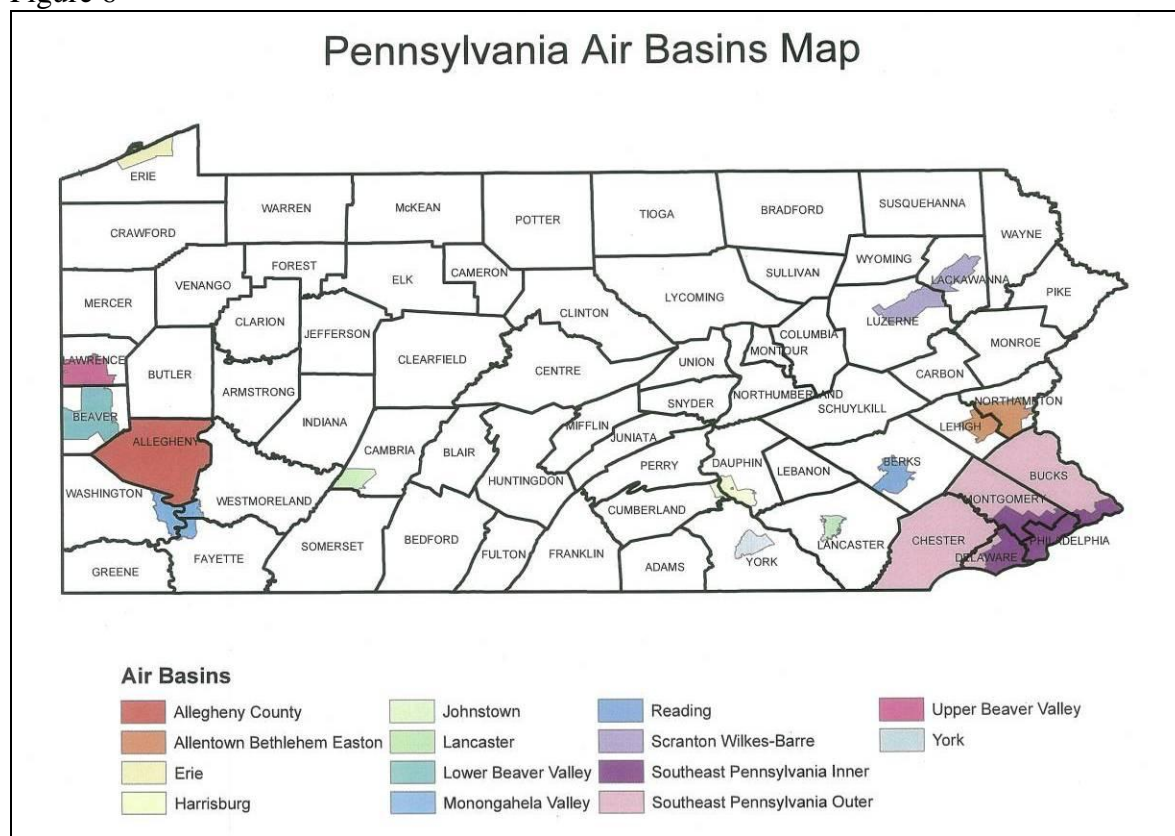 Pennsylvania Air Basins Map
ERIE
WARREN
McKEAN
POTTER
TIOGA
BRADFORD
SUSQUEHANNA
WAYNE
CRAWFORD
FOREST
ELK
CAMERON
SULLIVAN
WYOMING
LACKAWANNA
VENANGO
MERCER
CLARION
JEFFERSON
CLINTON
LYCOMING
COLUMBIA
LUZERNE
PIKE
LAWRENCE
BUTLER
CLEARFIELD
CENTRE
UNION
MONTOUR
MONROE
CARBON
ARMSTRONG
BEAVER
INDIANA
SNYDER
NORTHUMBERLAND
SCHUYLKILL
NORTHAMPTON
LEHIGH
ALLEGHENY
CAMBRIA
BLAIR
MIFFLIN
JUNIATA
PERRY
DAUPHIN
LEBANON
BERKS
BUCKS
WASHINGTON
WESTMORELAND
HUNTINGDON
CUMBERLAND
MONTGOMERY
GREENE
FAYETTE
SOMERSET
BEDFORD
FULTON
FRANKLIN
ADAMS
YORK
LANCASTER
CHESTER
DELAWARE
PHILADELPHIA
Air Basins
Allegheny County
Allentown Bethlehem Easton
Erie
Harrisburg
Johnstown
Lancaster
Lower Beaver Valley
Monongahela Valley
Reading
Scranton Wilkes-Barre
Southeast Pennsylvania Inner
Southeast Pennsylvania Outer
Upper Beaver Valley
York